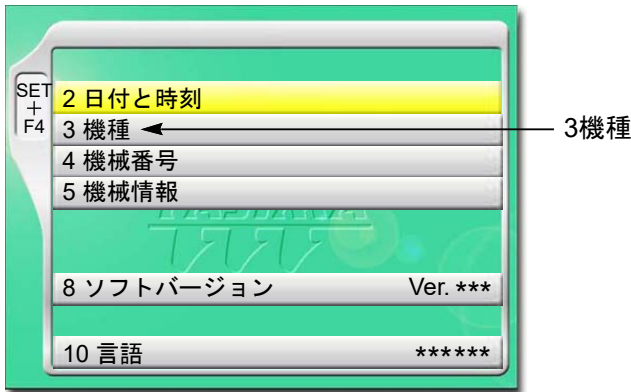 SET
+
F4
2 日付と時刻
3 機種
3機種
4 機械番号
5 機械情報
8 ソフトバージョン Ver. ***
10 言語 ******